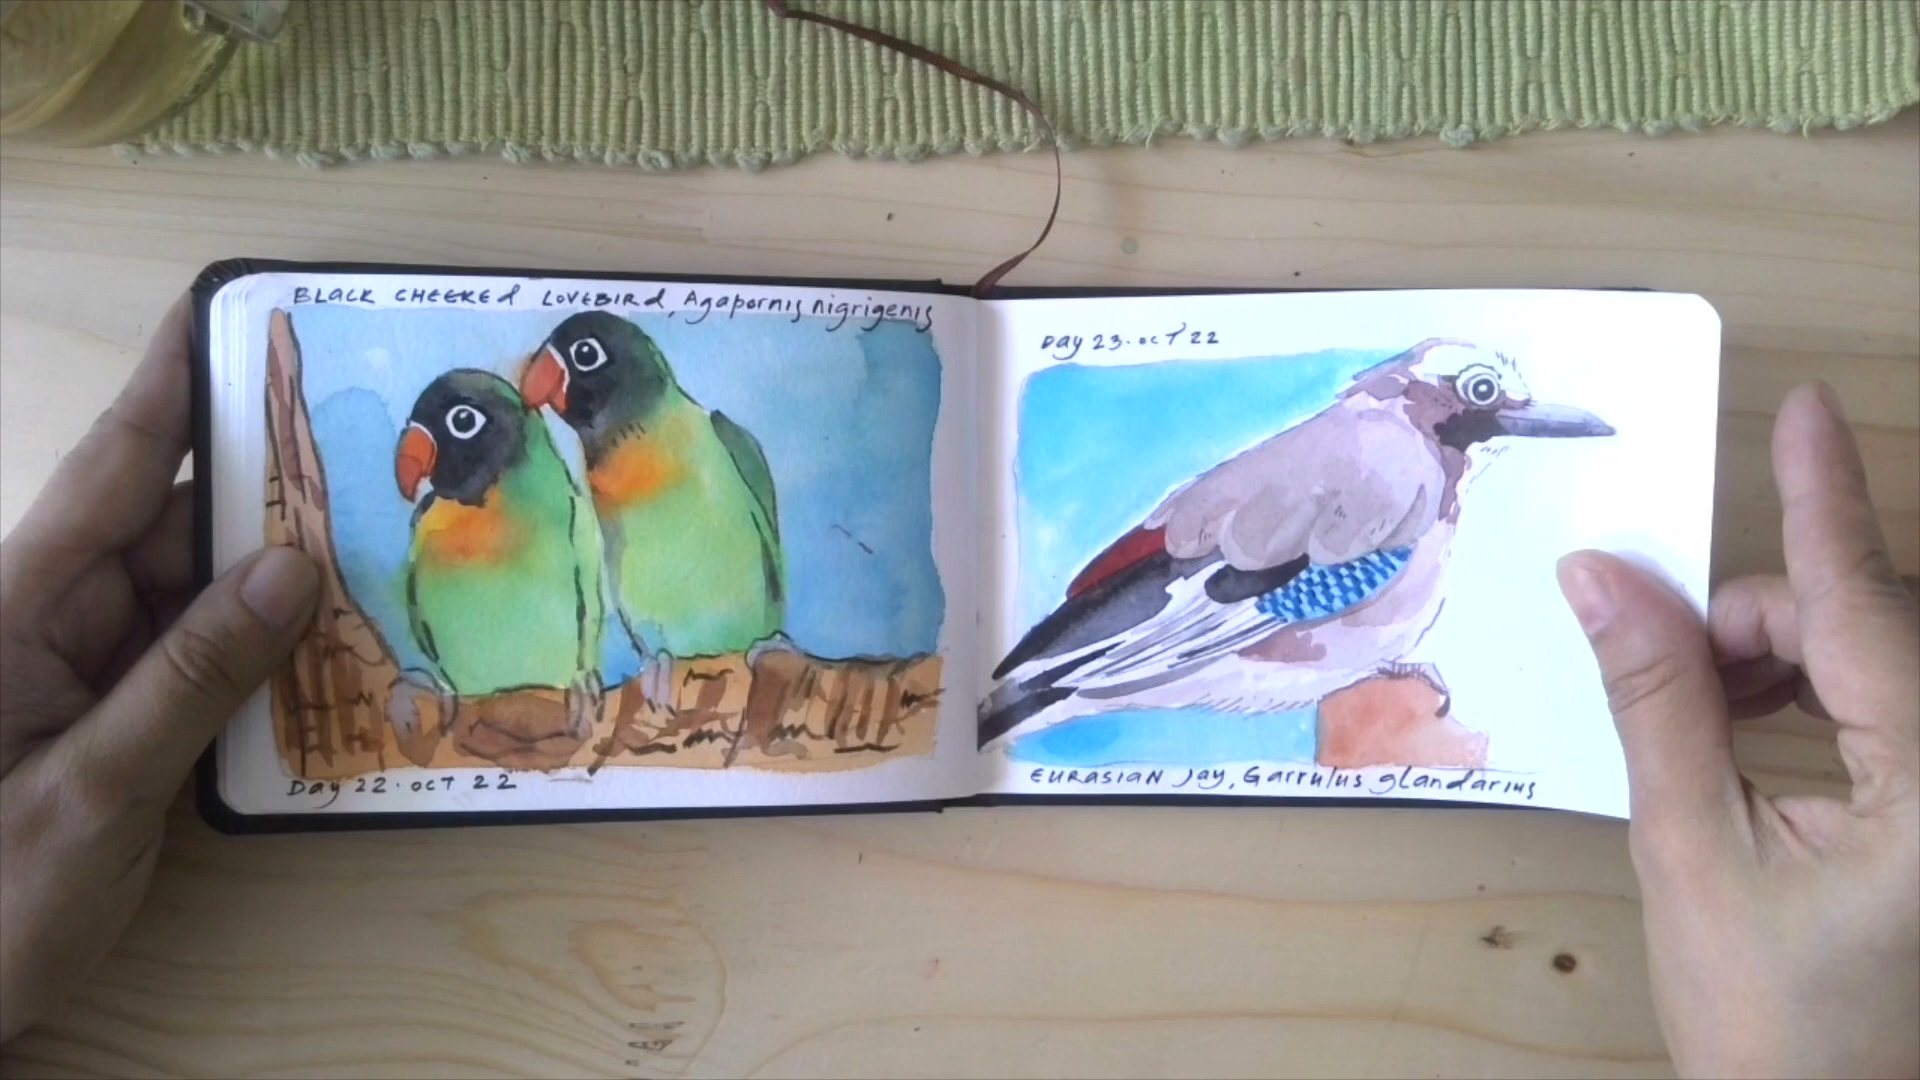 BLACK CHEEKEd LOVEBIRd, Agapornis nigrigenis
Day 22. OCT 22
Day 23. OCT 22
EURASIAN Jay, Garrulus glandarius